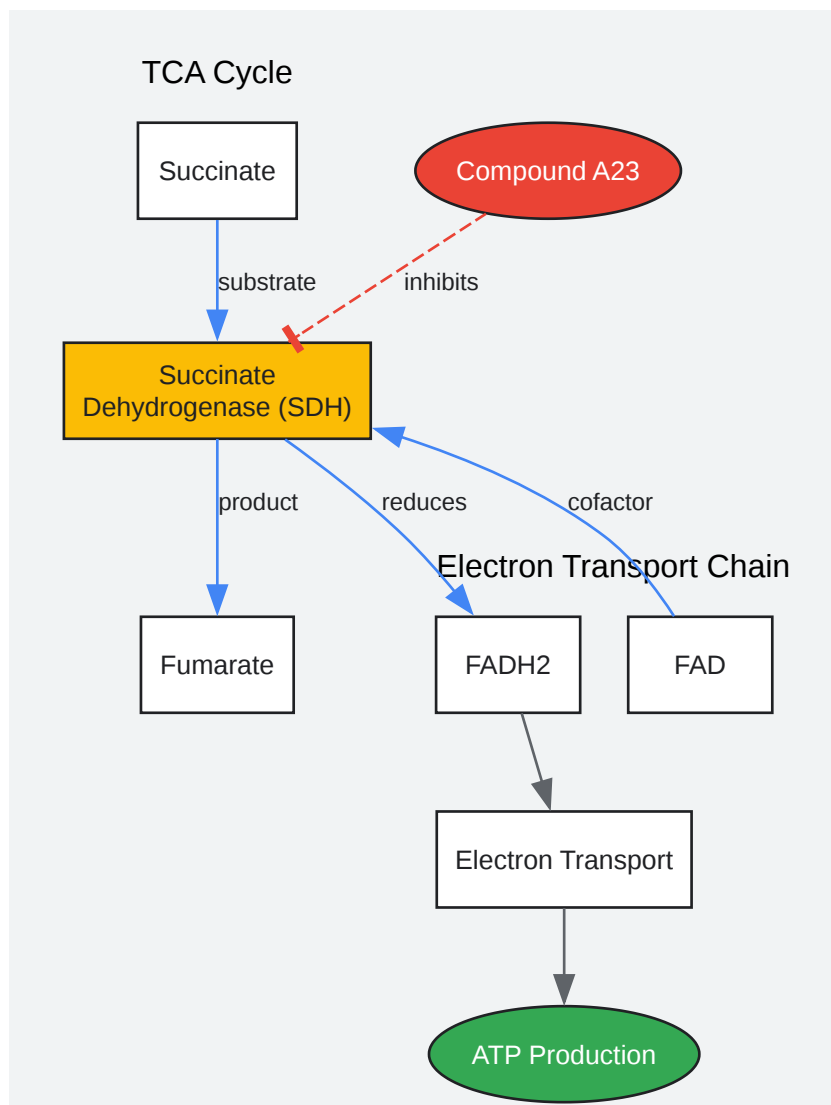 TCA Cycle
Succinate
Compound A23
substrate
inhibits
Succinate
Dehydrogenase (SDH)
product
reduces
cofactor
Electron Transport Chain
Fumarate
FADH2
FAD
Electron Transport
ATP Production